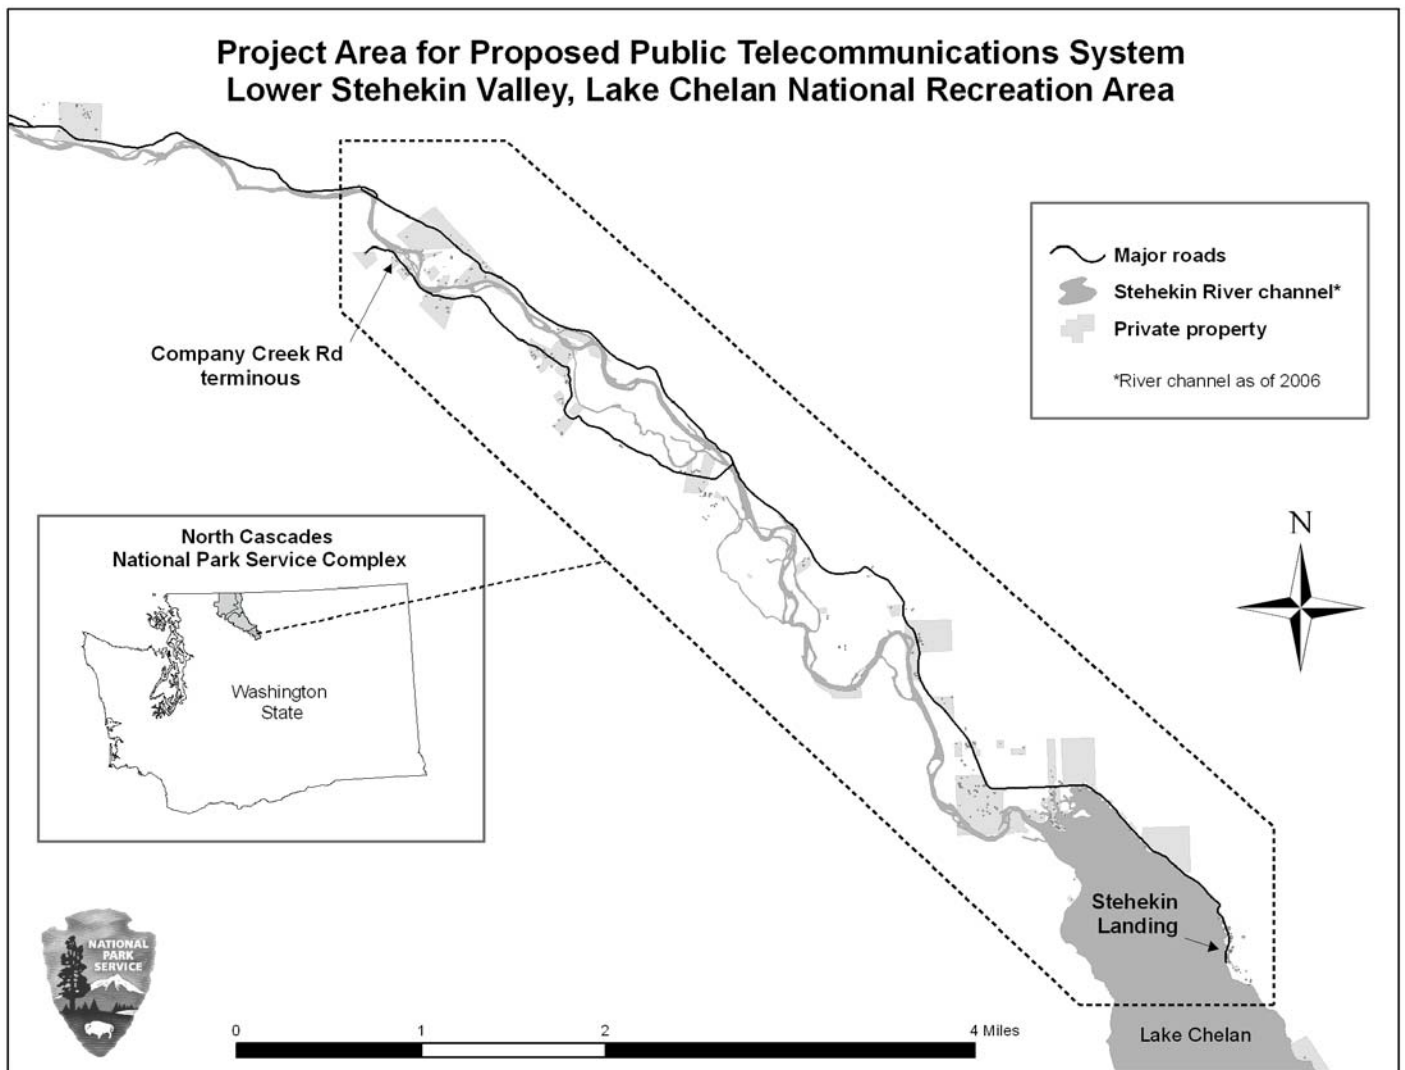 Project Area for Proposed Public Telecommunications System
Lower Stehekin Valley, Lake Chelan National Recreation Area
Major roads
Stehekin River channel*
Private property
*River channel as of 2006
Company Creek Rd
terminous
North Cascades
National Park Service Complex
Washington
State
N
Stehekin
Landing
Lake Chelan
NATIONAL
PARK
SERVICE
0 1 2 4 Miles